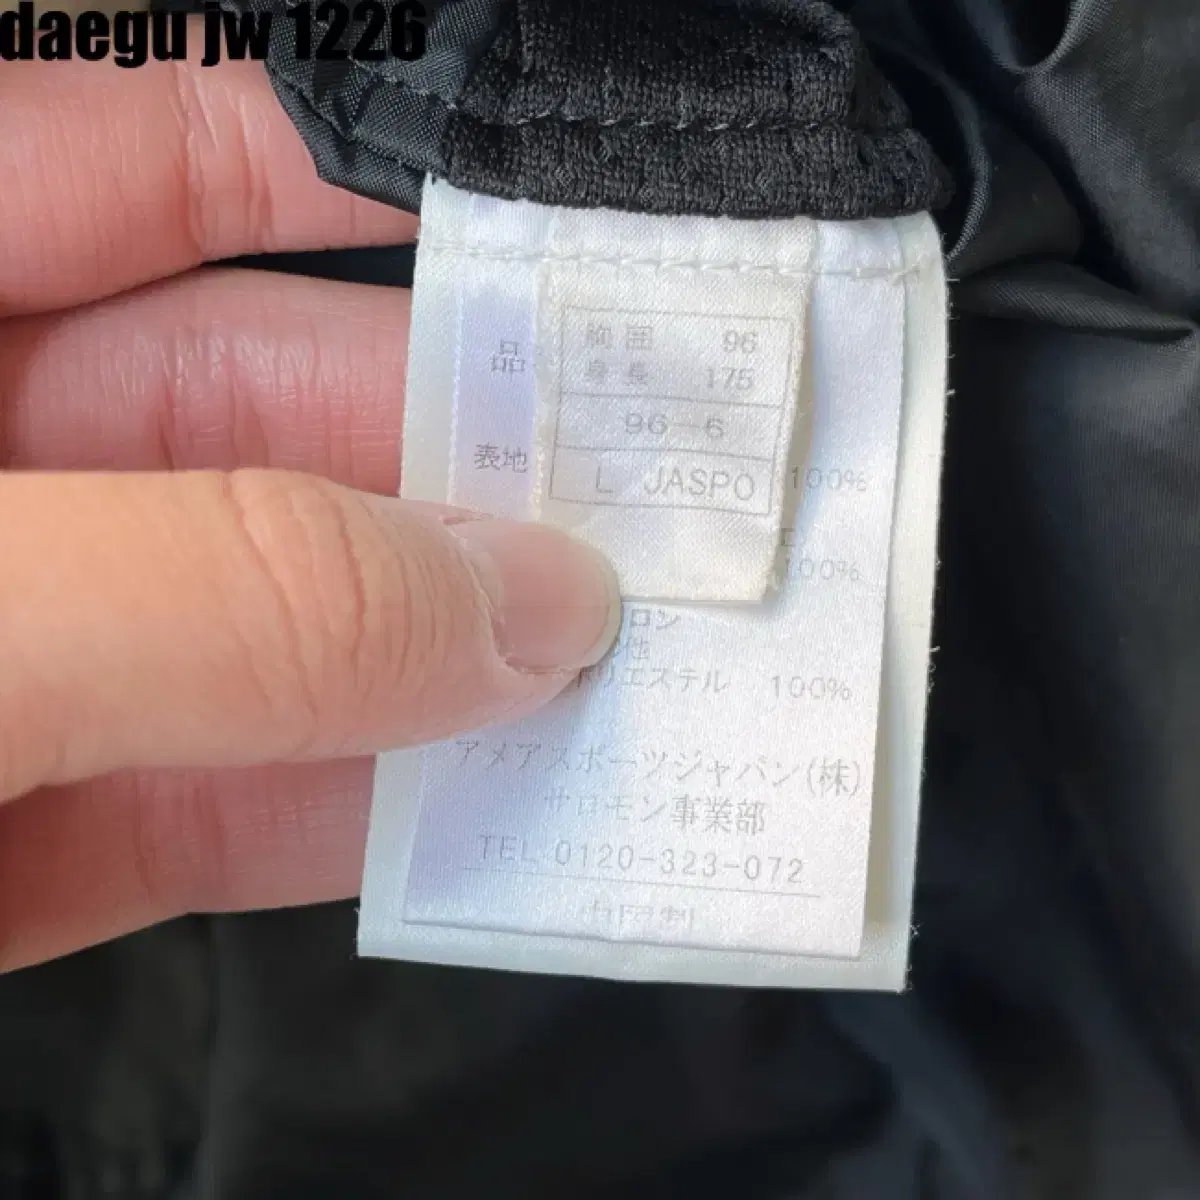 daegu jw 1226
胸囲 96
身長 175
96-6
L JASPO
品
表地
100%
100%
ロン
ポリエステル 100%
アメアスポーツジャパン(株)
サロモン事業部
TEL 0120-323-072
中国製